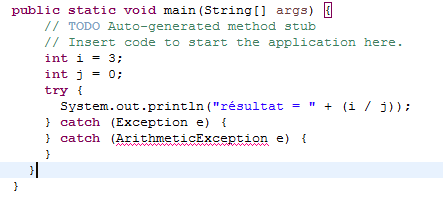 public static void main(String[] args) {
// TODO Auto-generated method stub
// Insert code to start the application here.
int i = 3;
int j = 0;
try {
System.out.println("résultat = " + (i / j));
} catch (Exception e) {
} catch (ArithmeticException e) {
}
}
}